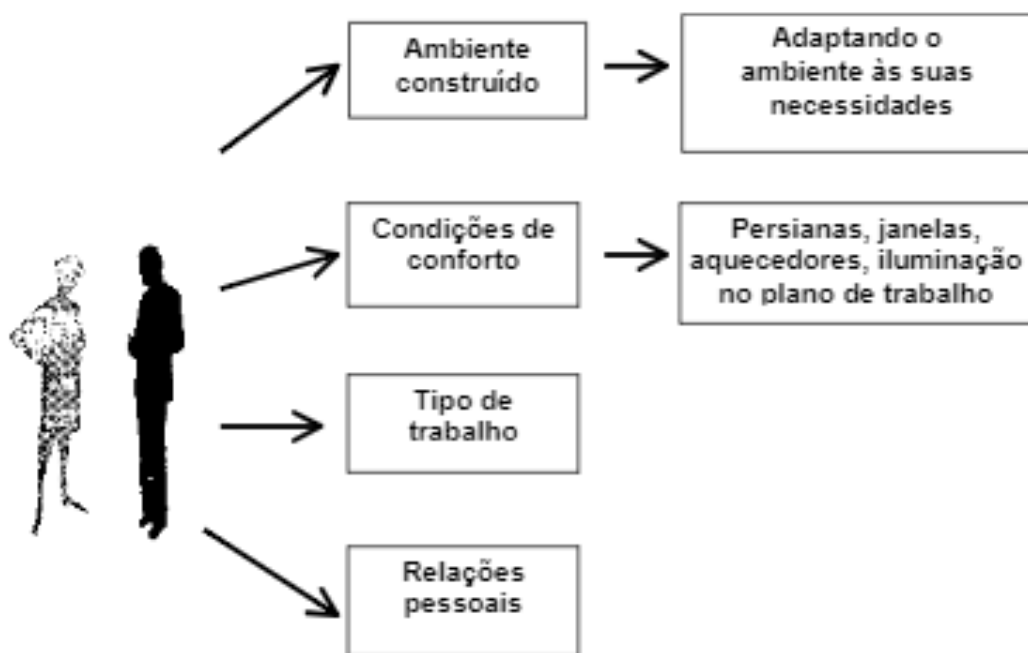 Ambiente
construído
Adaptando o
ambiente às suas
necessidades
Condições de
conforto
Persianas, janelas,
aquecedores, iluminação
no plano de trabalho
Tipo de
trabalho
Relações
pessoais